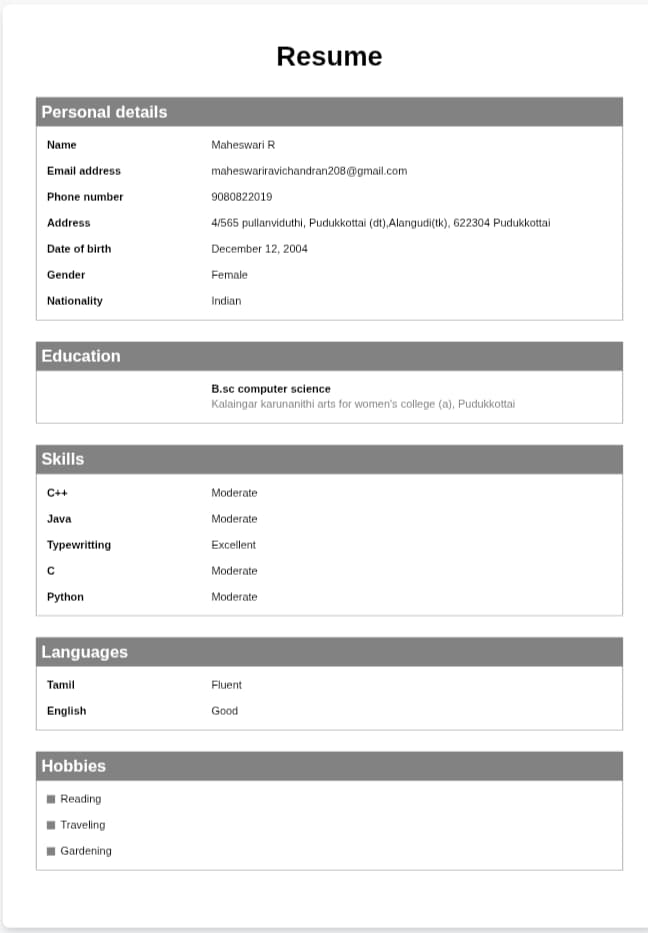 Resume
Personal details
Name Maheswari R
Email address maheswariravichandran208@gmail.com
Phone number 9080822019
Address 4/565 pullanviduthi, Pudukkottai (dt),Alangudi(tk), 622304 Pudukkottai
Date of birth December 12, 2004
Gender Female
Nationality Indian
Education
B.sc computer science
Kalaingar karunanithi arts for women's college (a), Pudukkottai
Skills
C++ Moderate
Java Moderate
Typewritting Excellent
C Moderate
Python Moderate
Languages
Tamil Fluent
English Good
Hobbies
Reading
Traveling
Gardening